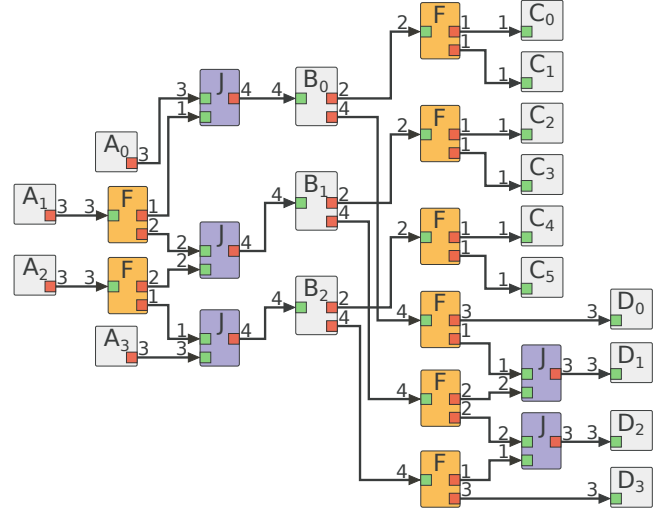 F 1 1 C₀
2 1 1 C₁
J
3 4 4 B₀ 2
1 4
A₀ 3
F 1 1 C₂
2 1 1 C₃
A₁ 3 3 F 1
2
B₁ 2
4 4
J
2 4
2
A₂ 3 3 F 2
1
F 1 1 C₄
2 1 1 C₅
B₂ 2
4 4
J
1 4
3
A₃ 3
F 3 3 D₀
4 1
J
1 3 3 D₁
2
F 2
4 2
J
2 3 3 D₂
1
F 1
4 3 3 D₃